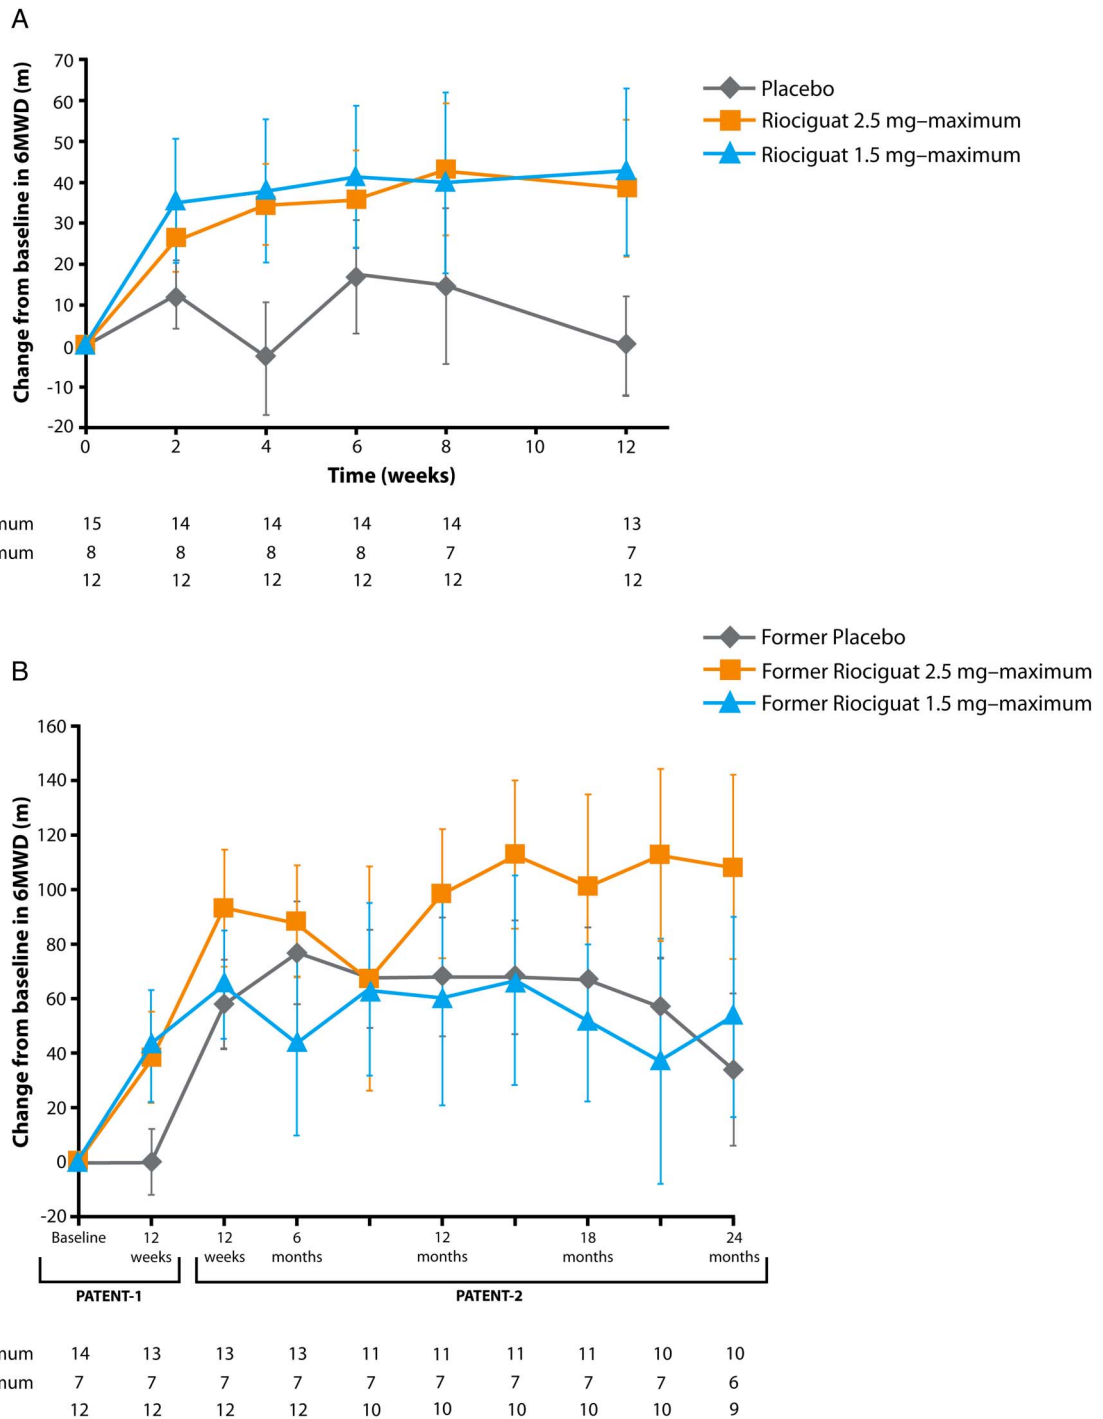 A
Change from baseline in 6MWD (m)
70
60
50
40
30
20
10
0
-10
-20
0 2 4 6 8 10 12
Time (weeks)
Placebo
Riociguat 2.5 mg–maximum
Riociguat 1.5 mg–maximum
mum 15 14 14 14 14 13
mum 8 8 8 8 7 7
12 12 12 12 12 12
B
Former Placebo
Former Riociguat 2.5 mg–maximum
Former Riociguat 1.5 mg–maximum
Change from baseline in 6MWD (m)
160
140
120
100
80
60
40
20
0
-20
Baseline 12 12 6 12 18 24
weeks weeks months months months months
PATENT-1 PATENT-2
mum 14 13 13 13 11 11 11 11 10 10
mum 7 7 7 7 7 7 7 7 7 6
12 12 12 12 10 10 10 10 10 9